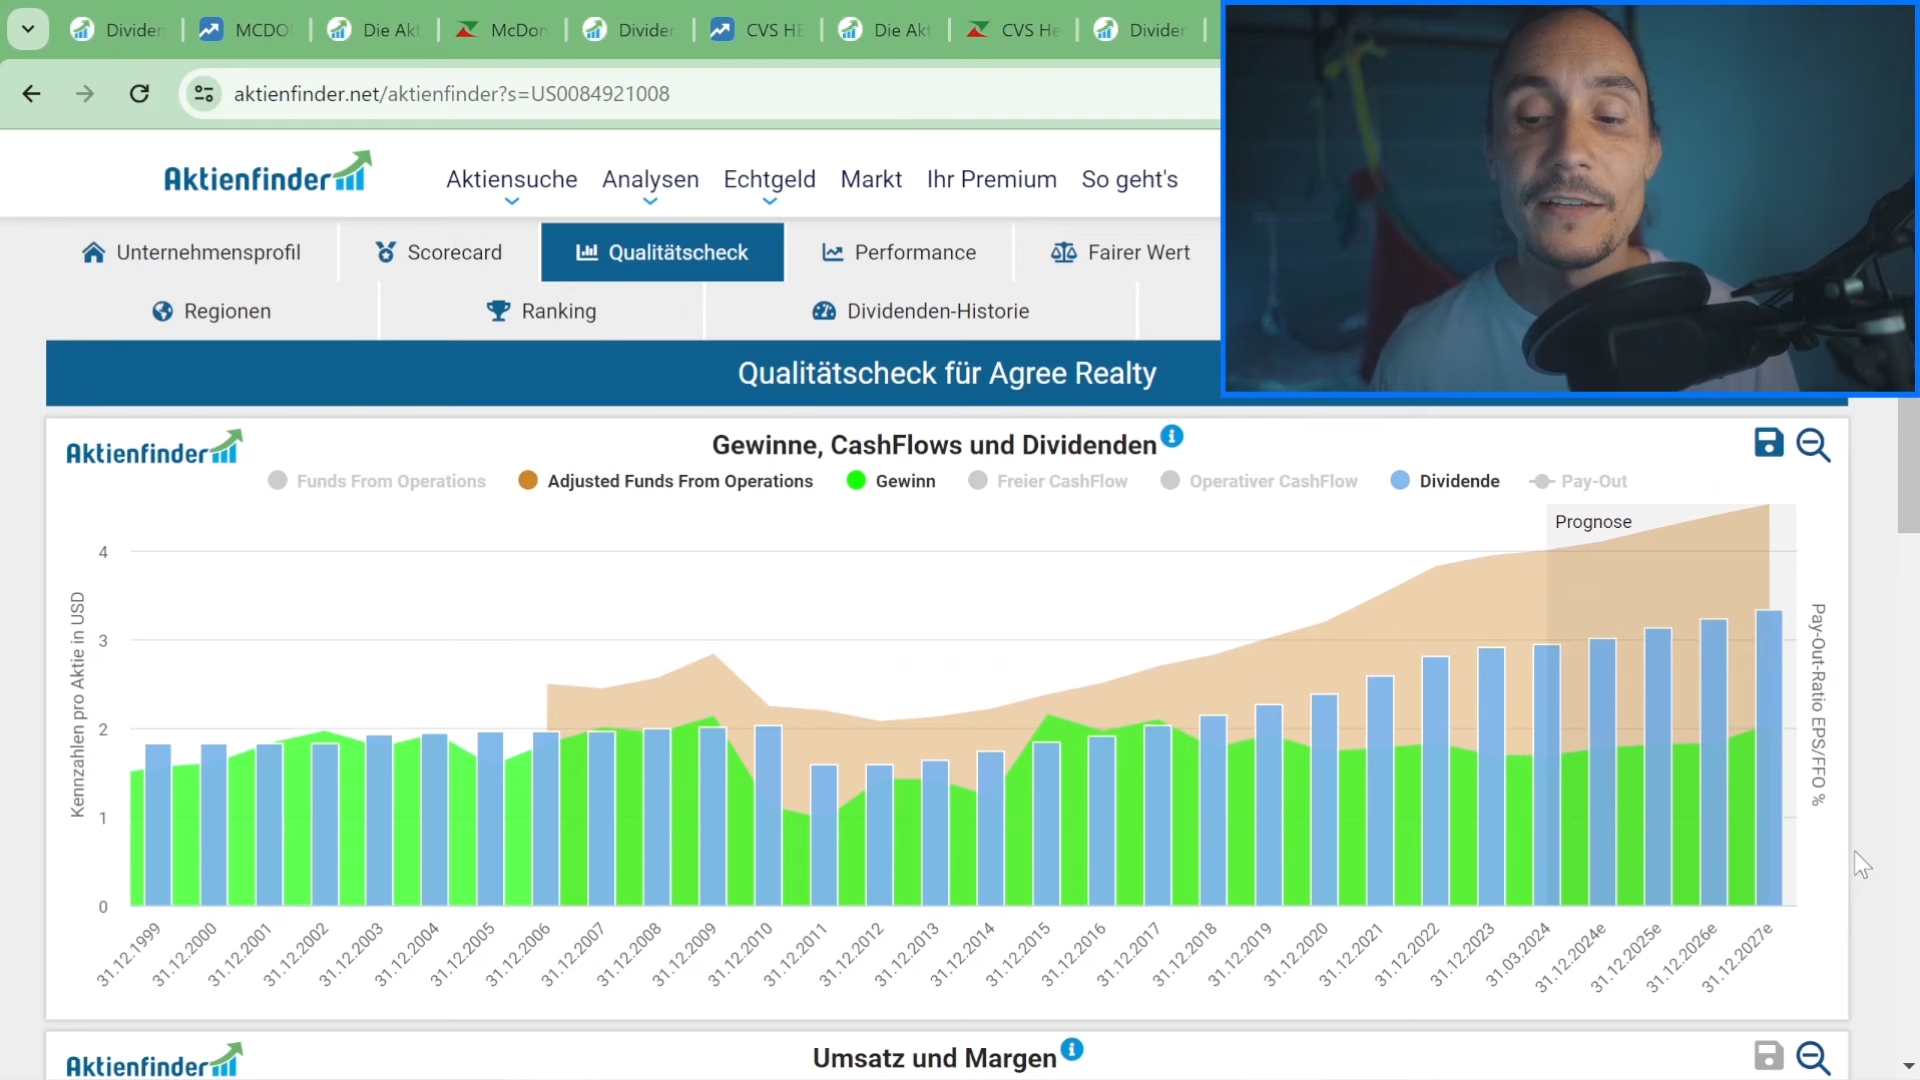 Divider
MCDO
Die Akt
McDon
Divider
CVS HE
Die Akt
CVS He
Divider
aktienfinder.net/aktienfinder?s=US0084921008
Aktienfinder
Aktiensuche
Analysen
Echtgeld
Markt
Ihr Premium
So geht's
Unternehmensprofil
Scorecard
Qualitätscheck
Performance
Fairer Wert
Regionen
Ranking
Dividenden-Historie
Qualitätscheck für Agree Realty
Aktienfinder
Gewinne, CashFlows und Dividenden
Funds From Operations
Adjusted Funds From Operations
Gewinn
Freier CashFlow
Operativer CashFlow
Dividende
Pay-Out
Prognose
4
3
2
1
0
Kennzahlen pro Aktie in USD
Pay-Out-Ratio EPS/FFO %
31.12.1999
31.12.2000
31.12.2001
31.12.2002
31.12.2003
31.12.2004
31.12.2005
31.12.2006
31.12.2007
31.12.2008
31.12.2009
31.12.2010
31.12.2011
31.12.2012
31.12.2013
31.12.2014
31.12.2015
31.12.2016
31.12.2017
31.12.2018
31.12.2019
31.12.2020
31.12.2021
31.12.2022
31.12.2023
31.03.2024
31.12.2024e
31.12.2025e
31.12.2026e
31.12.2027e
Aktienfinder
Umsatz und Margen